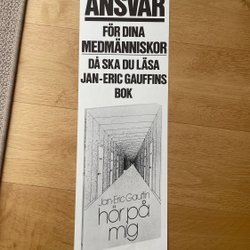 ANSVAR
FÖR DINA
MEDMÄNNISKOR
DÅ SKA DU LÄSA
JAN-ERIC GAUFFINS
BOK
Jan-Eric Gauffin
hör på
mig